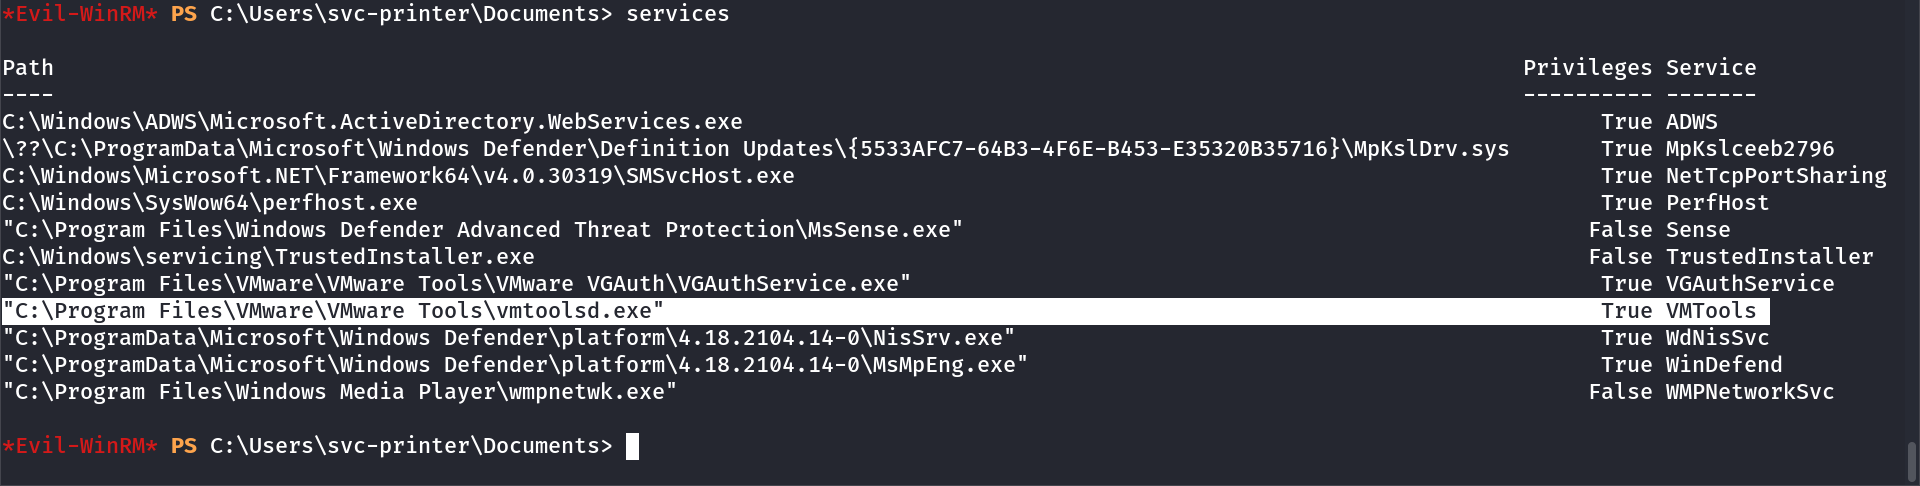 *Evil-WinRM* PS C:\Users\svc-printer\Documents> services
Path Privileges Service
---- ---------- -------
C:\Windows\ADWS\Microsoft.ActiveDirectory.WebServices.exe True ADWS
\??\C:\ProgramData\Microsoft\Windows Defender\Definition Updates\{5533AFC7-64B3-4F6E-B453-E35320B35716}\MpKslDrv.sys True MpKslceeb2796
C:\Windows\Microsoft.NET\Framework64\v4.0.30319\SMSvcHost.exe True NetTcpPortSharing
C:\Windows\SysWow64\perfhost.exe True PerfHost
"C:\Program Files\Windows Defender Advanced Threat Protection\MsSense.exe" False Sense
C:\Windows\servicing\TrustedInstaller.exe False TrustedInstaller
"C:\Program Files\VMware\VMware Tools\VMware VGAuth\VGAuthService.exe" True VGAuthService
"C:\Program Files\VMware\VMware Tools\vmtoolsd.exe" True VMTools
"C:\ProgramData\Microsoft\Windows Defender\platform\4.18.2104.14-0\NisSrv.exe" True WdNisSvc
"C:\ProgramData\Microsoft\Windows Defender\platform\4.18.2104.14-0\MsMpEng.exe" True WinDefend
"C:\Program Files\Windows Media Player\wmpnetwk.exe" False WMPNetworkSvc
*Evil-WinRM* PS C:\Users\svc-printer\Documents>